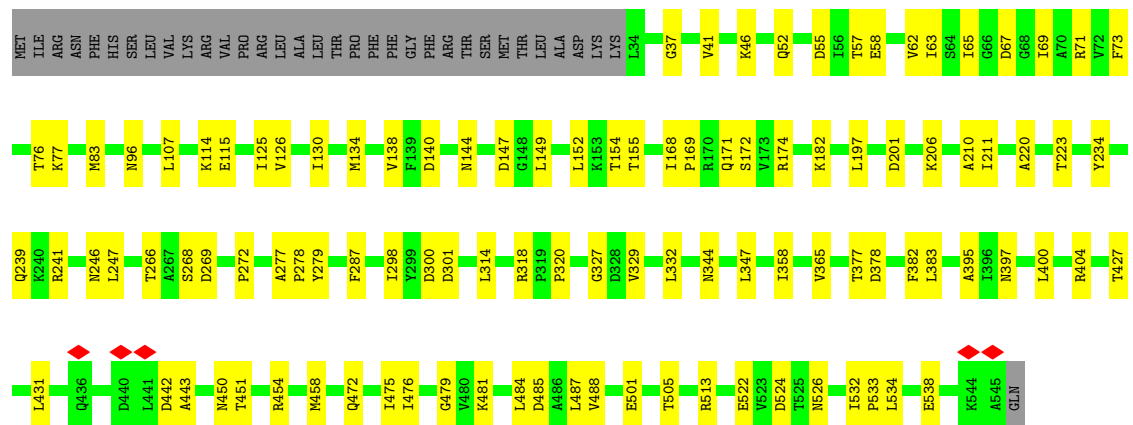 MET ILE ARG ASN PHE HIS SER LEU VAL LYS ARG VAL PRO ARG LEU ALA LEU THR PRO PHE PHE GLY PHE ARG THR SER MET THR LEU ALA ASP LYS LYS L34 G37 V41 K46 Q52 D55 I56 T57 E58 V62 I63 S64 I65 G66 D67 G68 I69 A70 R71 V72 F73
T76 K77 M83 N96 L107 K114 E115 I125 V126 I130 M134 V138 F139 D140 N144 D147 G148 L149 L152 K153 T154 T155 I168 P169 R170 Q171 S172 V173 R174 K182 L197 D201 K206 A210 I211 A220 T223 Y234
Q239 K240 R241 N246 L247 T266 A267 S268 D269 P272 A277 P278 Y279 F287 I298 Y299 D300 D301 L314 R318 P319 P320 G327 D328 V329 L332 N344 L347 I358 V365 T377 D378 F382 L383 A395 I396 N397 L400 R404 T427
L431 Q436 D440 L441 D442 A443 N450 T451 R454 M458 Q472 I475 I476 G479 V480 K481 L484 D485 A486 L487 V488 E501 T505 R513 E522 V523 D524 T525 N526 I532 P533 L534 E538 K544 A545 GLN